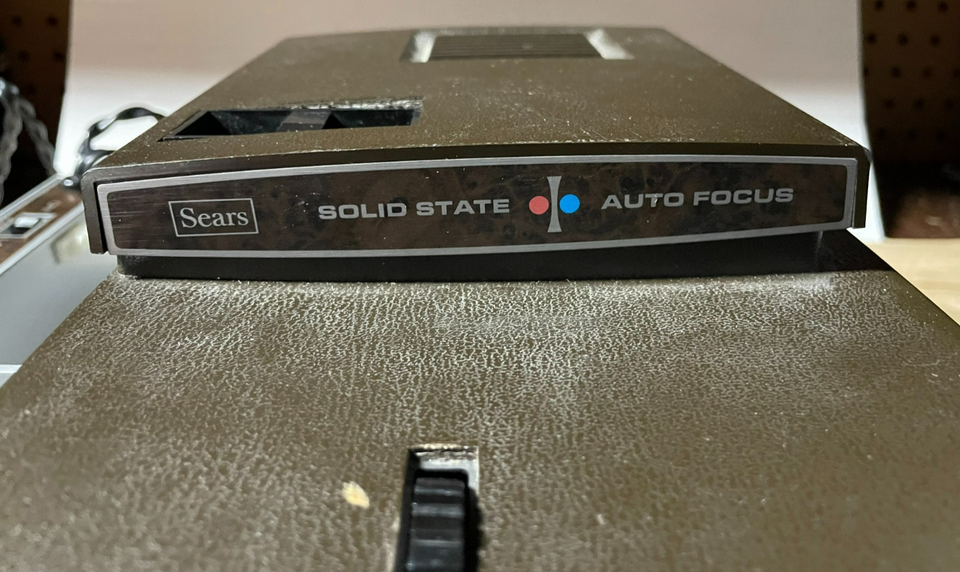 Sears SOLID STATE AUTO FOCUS